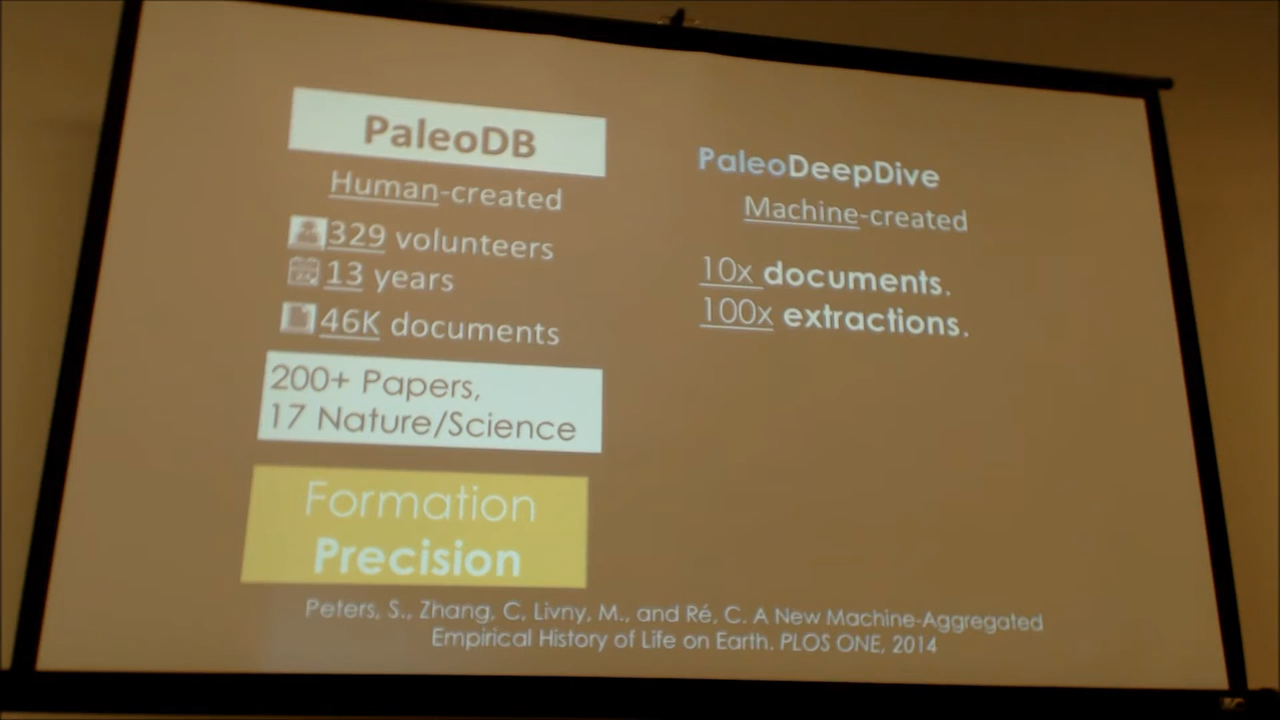 PaleoDB
Human-created
329 volunteers
13 years
46K documents
200+ Papers,
17 Nature/Science
Formation
Precision
PaleoDeepDive
Machine-created
10x documents.
100x extractions.
Peters, S., Zhang, C, Livny, M., and Ré, C. A New Machine-Aggregated
Empirical History of Life on Earth. PLOS ONE, 2014